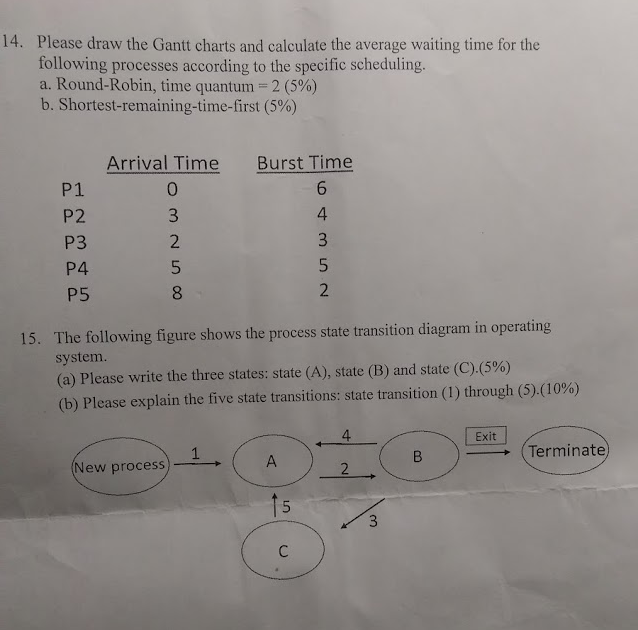 14. Please draw the Gantt charts and calculate the average waiting time for the
following processes according to the specific scheduling.
a. Round-Robin, time quantum = 2 (5%)
b. Shortest-remaining-time-first (5%)
Arrival Time Burst Time
P1 0 6
P2 3 4
P3 2 3
P4 5 5
P5 8 2
15. The following figure shows the process state transition diagram in operating
system.
(a) Please write the three states: state (A), state (B) and state (C).(5%)
(b) Please explain the five state transitions: state transition (1) through (5).(10%)
New process 1 A 4 2 B Exit Terminate
5 3
C